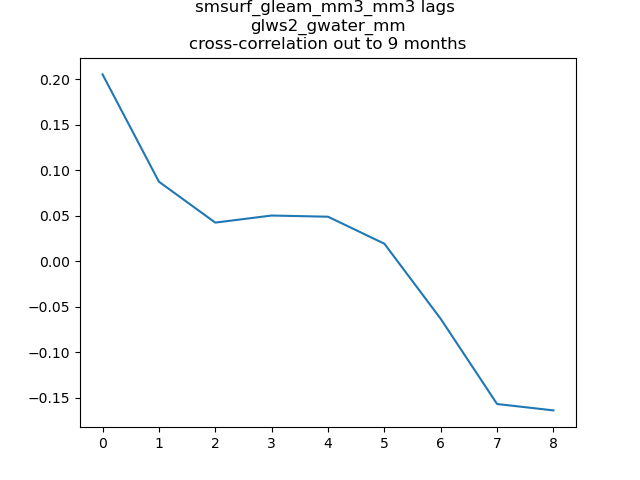 smsurf_gleam_mm3_mm3 lags
glws2_gwater_mm
cross-correlation out to 9 months
0.20
0.15
0.10
0.05
0.00
−0.05
−0.10
−0.15
0 1 2 3 4 5 6 7 8